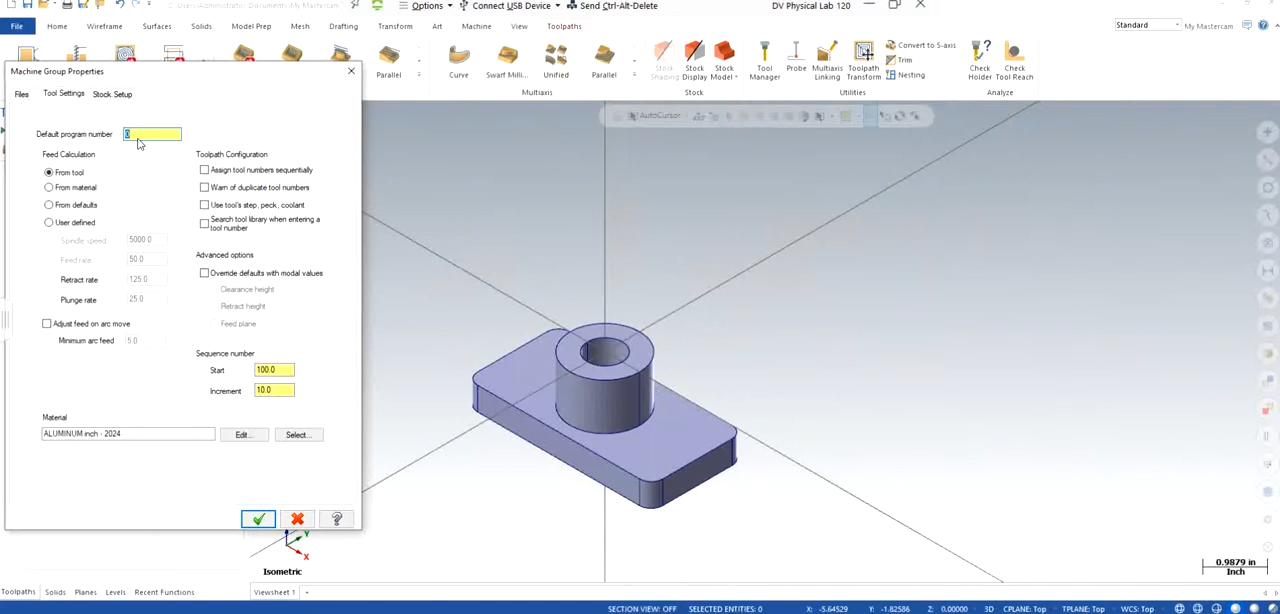 Options
Connect USB Device
Send Ctrl-Alt-Delete
DV Physical Lab 120
File
Home
Wireframe
Surfaces
Solids
Model Prep
Mesh
Drafting
Transform
Art
Machine
View
Toolpaths
Standard
My Mastercam
Parallel
Curve
Swarf Milli...
Unified
Parallel
Stock Shading
Stock Display
Stock Model
Tool Manager
Probe
Multiaxis Linking
Toolpath Transform
Convert to 5-axis
Trim
Nesting
Check Holder
Check Tool Reach
Multiaxis
Stock
Utilities
Analyze
Machine Group Properties
Files
Tool Settings
Stock Setup
AutoCursor
Default program number
0
Feed Calculation
From tool
From material
From defaults
User defined
Spindle speed
5000.0
Feed rate
50.0
Retract rate
125.0
Plunge rate
25.0
Adjust feed on arc move
Minimum arc feed
5.0
Toolpath Configuration
Assign tool numbers sequentially
Warn of duplicate tool numbers
Use tool's step, peck, coolant
Search tool library when entering a
tool number
Advanced options
Override defaults with modal values
Clearance height
Retract height
Feed plane
Sequence number
Start
100.0
Increment
10.0
Material
ALUMINUM inch - 2024
Edit...
Select...
Y
X
Isometric
0.9879 in
Inch
Toolpaths
Solids
Planes
Levels
Recent Functions
Viewsheet 1
+
SECTION VIEW: OFF
SELECTED ENTITIES: 0
X: -5.64529
Y: -1.82586
Z: 0.00000
3D
CPLANE: Top
TPLANE: Top
WCS: Top